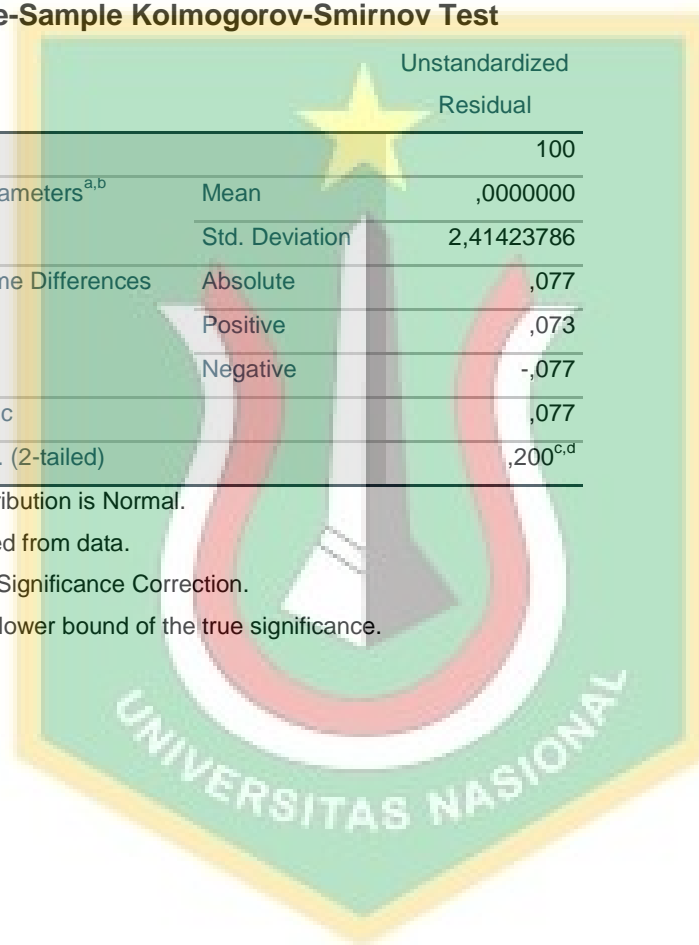 e-Sample Kolmogorov-Smirnov Test
Unstandardized
Residual
100
ameters a,b Mean ,0000000
Std. Deviation 2,41423786
me Differences Absolute ,077
Positive ,073
Negative -,077
c ,077
. (2-tailed) ,200 c,d
ribution is Normal.
ed from data.
Significance Correction.
lower bound of the true significance.
UNIVERSITAS NASIONAL